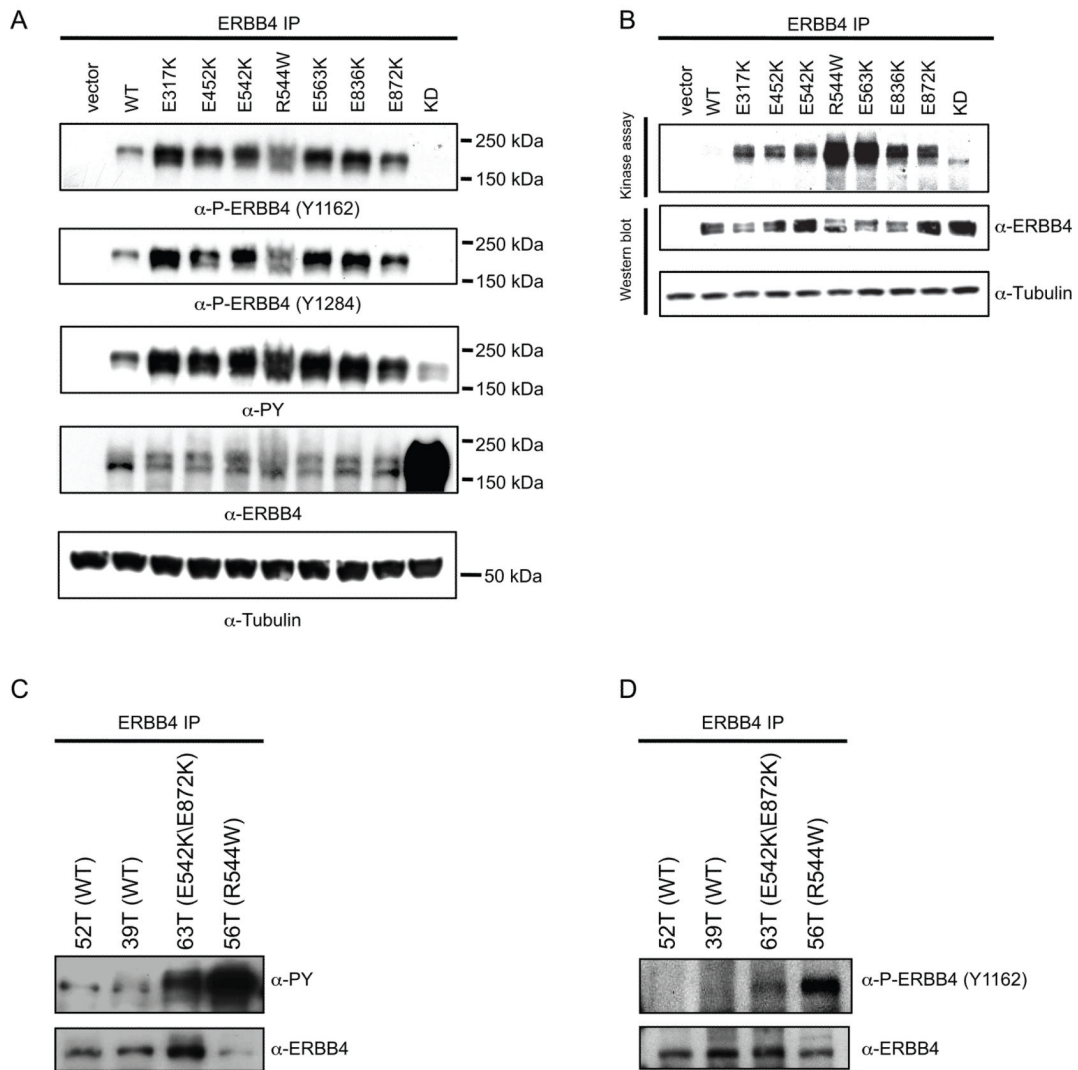 A
ERBB4 IP
vector WT E317K E452K E542K R544W E563K E836K E872K KD
250 kDa
150 kDa
α-P-ERBB4 (Y1162)
250 kDa
150 kDa
α-P-ERBB4 (Y1284)
250 kDa
150 kDa
α-PY
250 kDa
150 kDa
α-ERBB4
50 kDa
α-Tubulin
B
ERBB4 IP
vector WT E317K E452K E542K R544W E563K E836K E872K KD
Kinase assay
Western blot
α-ERBB4
α-Tubulin
C
ERBB4 IP
52T (WT)
39T (WT)
63T (E542K\E872K)
56T (R544W)
α-PY
α-ERBB4
D
ERBB4 IP
52T (WT)
39T (WT)
63T (E542K\E872K)
56T (R544W)
α-P-ERBB4 (Y1162)
α-ERBB4